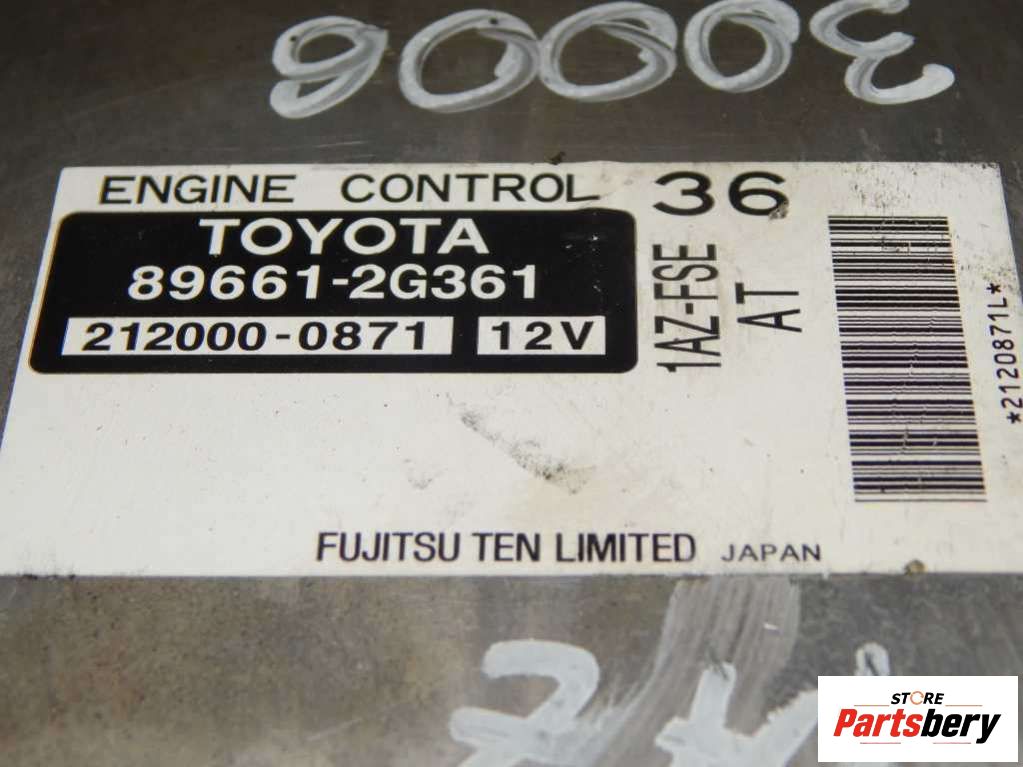 ENGINE CONTROL 36
TOYOTA
89661-2G361
212000-0871 12V
1AZ-FSE
AT
*2120871L*
FUJITSU TEN LIMITED JAPAN
STORE
Partsbery